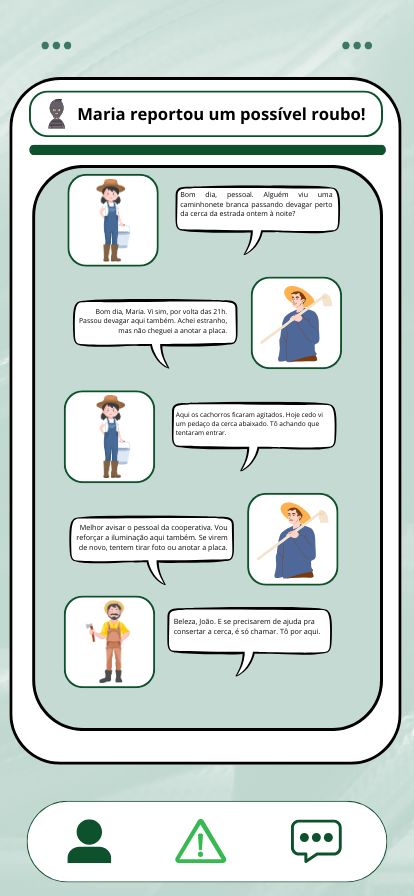 Maria reportou um possível roubo!
Bom dia, pessoal. Alguém viu uma
caminhonete branca passando devagar perto
da cerca da estrada ontem à noite?
Bom dia, Maria. Vi sim, por volta das 21h.
Passou devagar aqui também. Achei estranho,
mas não cheguei a anotar a placa.
Aqui os cachorros ficaram agitados. Hoje cedo vi
um pedaço da cerca abaixado. Tô achando que
tentaram entrar.
Melhor avisar o pessoal da cooperativa. Vou
reforçar a iluminação aqui também. Se virem
de novo, tentem tirar foto ou anotar a placa.
Beleza, João. E se precisarem de ajuda pra
consertar a cerca, é só chamar. Tô por aqui.